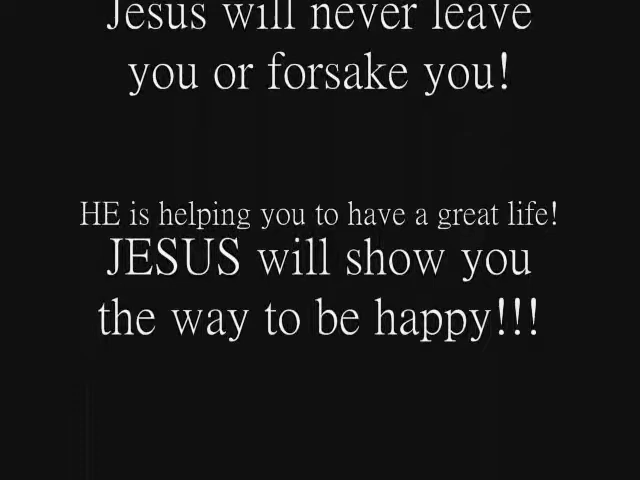 Jesus will never leave
you or forsake you!
HE is helping you to have a great life!
JESUS will show you
the way to be happy!!!